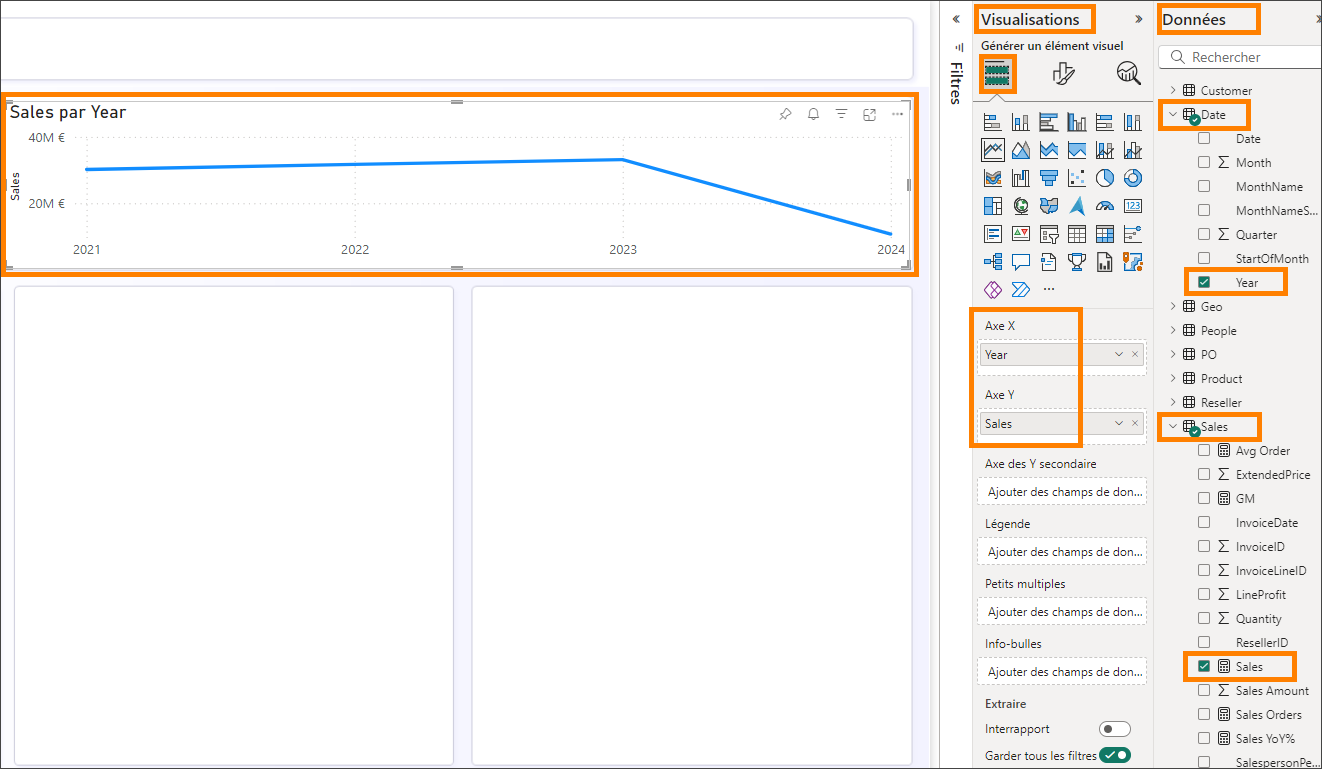 Sales par Year
40M €
20M €
Sales
2021
2022
2023
2024
Filtres
Visualisations
Générer un élément visuel
123
Axe X
Year
Axe Y
Sales
Axe des Y secondaire
Ajouter des champs de don...
Légende
Ajouter des champs de don...
Petits multiples
Ajouter des champs de don...
Info-bulles
Ajouter des champs de don...
Extraire
Interrapport
Garder tous les filtres
Données
Rechercher
Customer
Date
Date
Month
MonthName
MonthNameS...
Quarter
StartOfMonth
Year
Geo
People
PO
Product
Reseller
Sales
Avg Order
ExtendedPrice
GM
InvoiceDate
InvoiceID
InvoiceLineID
LineProfit
Quantity
ResellerID
Sales
Sales Amount
Sales Orders
Sales YoY%
SalespersonPe...